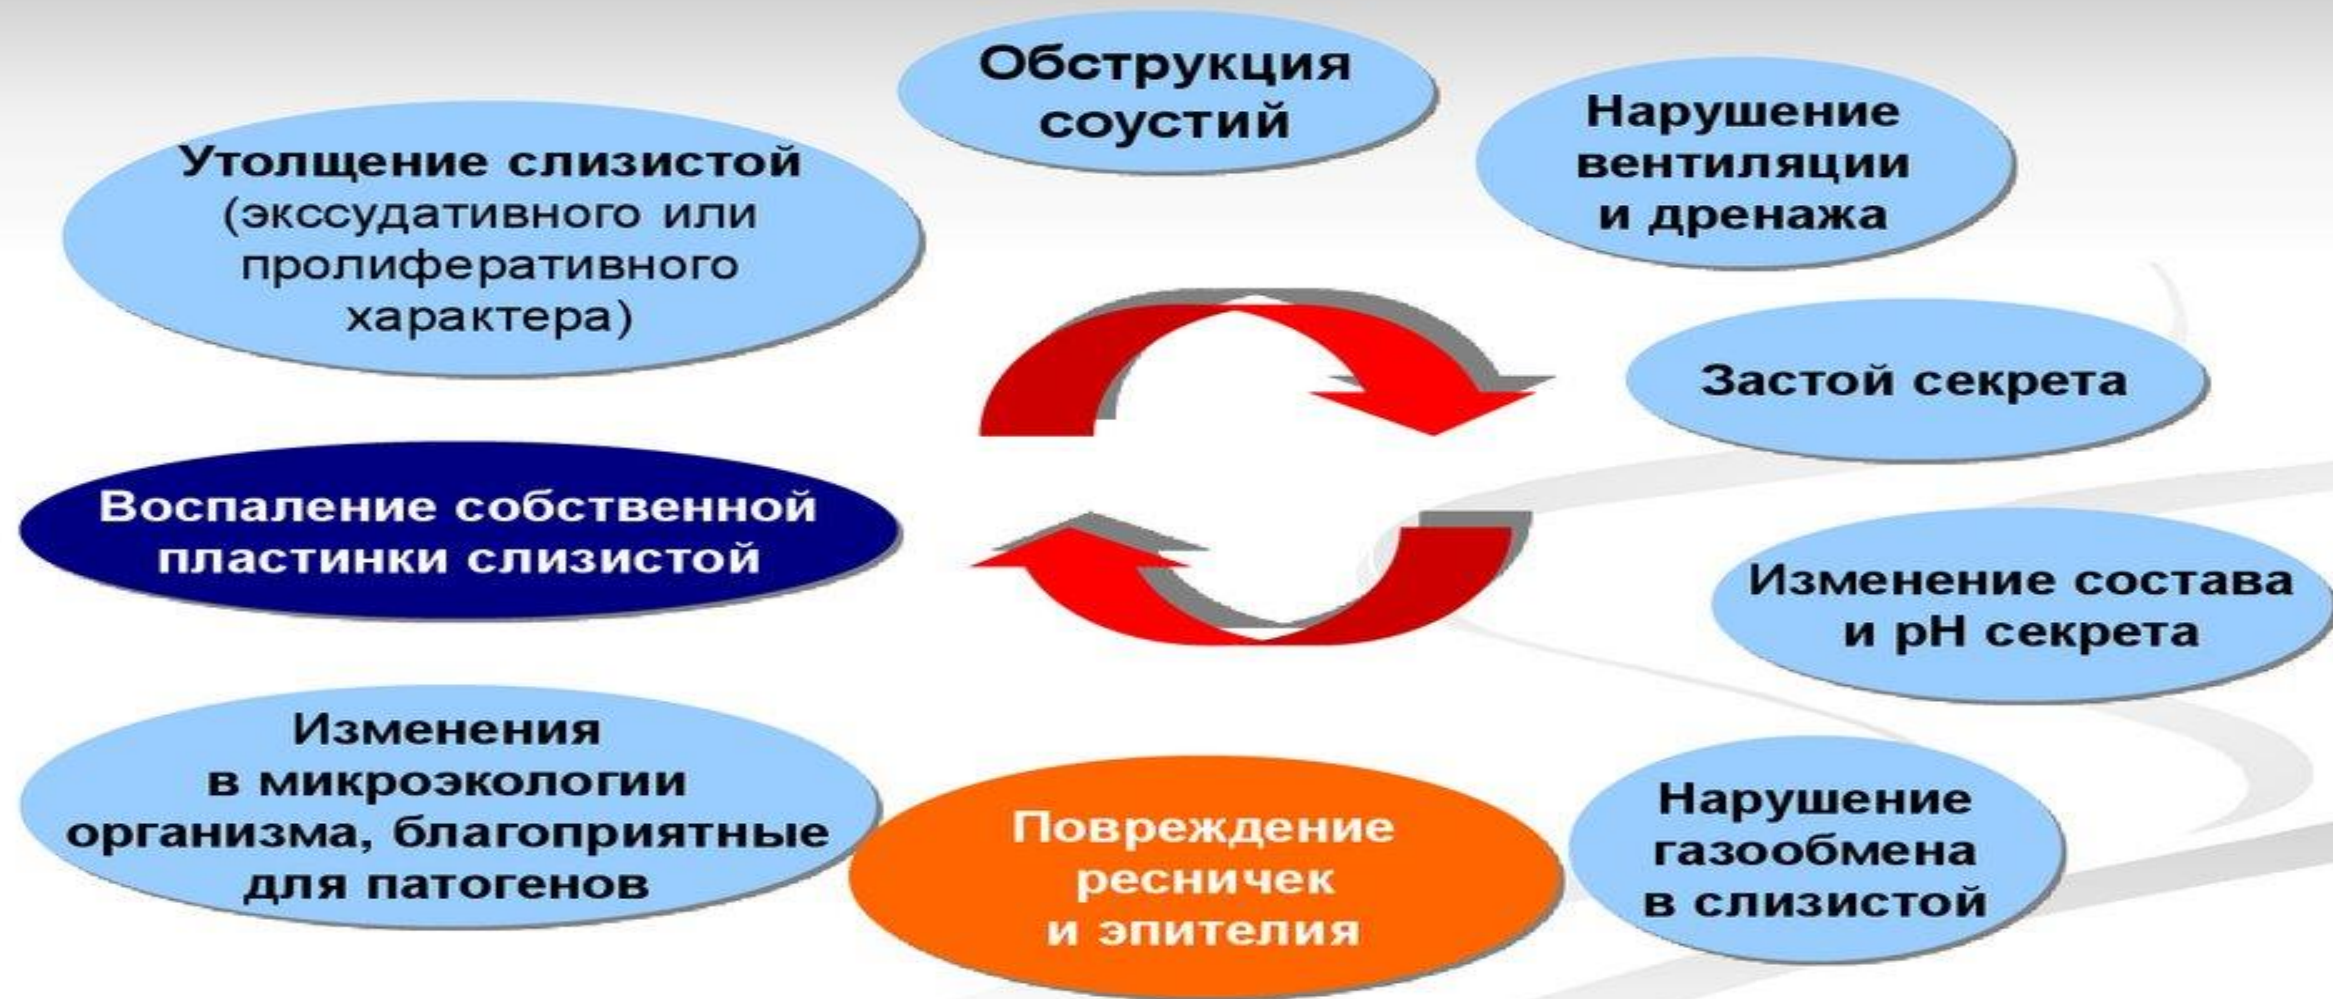 Обструкция
соустий
Нарушение
вентиляции
и дренажа
Застой секрета
Изменение состава
и рН секрета
Нарушение
газообмена
в слизистой
Повреждение
ресничек
и эпителия
Изменения
в микроэкологии
организма, благоприятные
для патогенов
Воспаление собственной
пластинки слизистой
Утолщение слизистой
(экссудативного или
пролиферативного
характера)